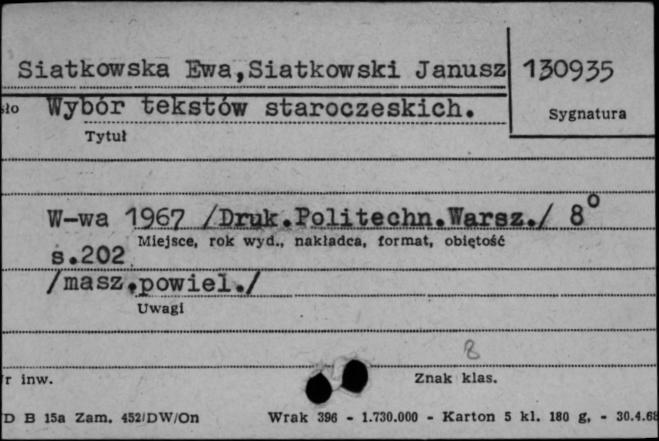 Siatkowska Ewa,Siatkowski Janusz 130935
sło Wybór tekstów staroczeskich. Sygnatura
Tytuł
W-wa 1967 /Druk.Politechn.Warsz./ 8°
Miejsce, rok wyd., nakładca, format, obiętość
s.202
/masz.powiel./
Uwagi
8
r inw. Znak klas.
D B 15a Zam. 452/DW/On Wrak 396 - 1.730.000 - Karton 5 kl. 180 g, - 30.4.68